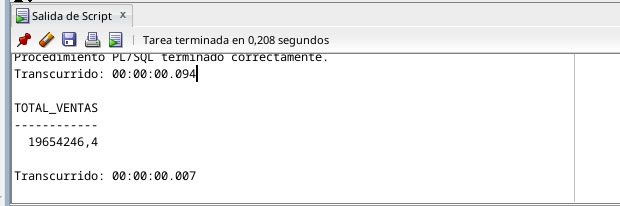 Salida de Script x
Tarea terminada en 0,208 segundos
Procedimiento PL/SQL terminado correctamente.
Transcurrido: 00:00:00.094
TOTAL_VENTAS
------------
19654246,4
Transcurrido: 00:00:00.007